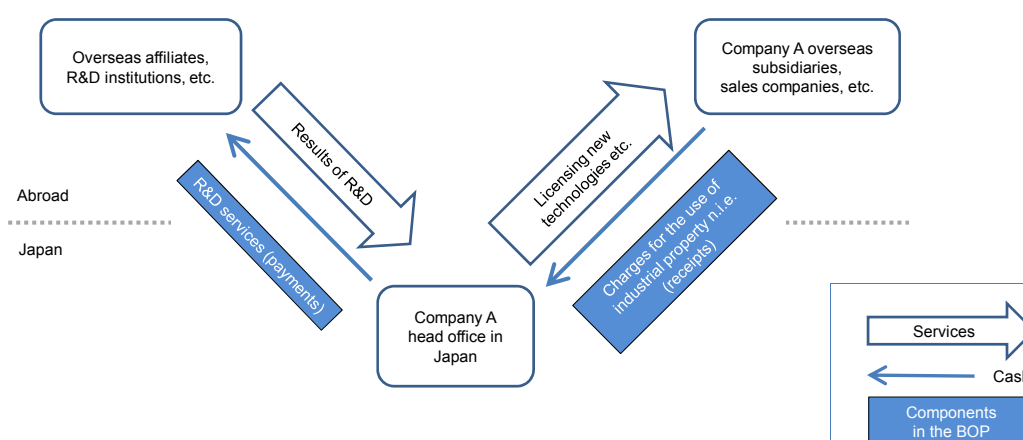 Overseas affiliates,
R&D institutions, etc.
Company A overseas
subsidiaries,
sales companies, etc.
Results of R&D
R&D services (payments)
Licensing new
technologies etc.
Charges for the use of
industrial property n.i.e.
(receipts)
Abroad
Japan
Company A
head office in
Japan
Services
Cash
Components
in the BOP